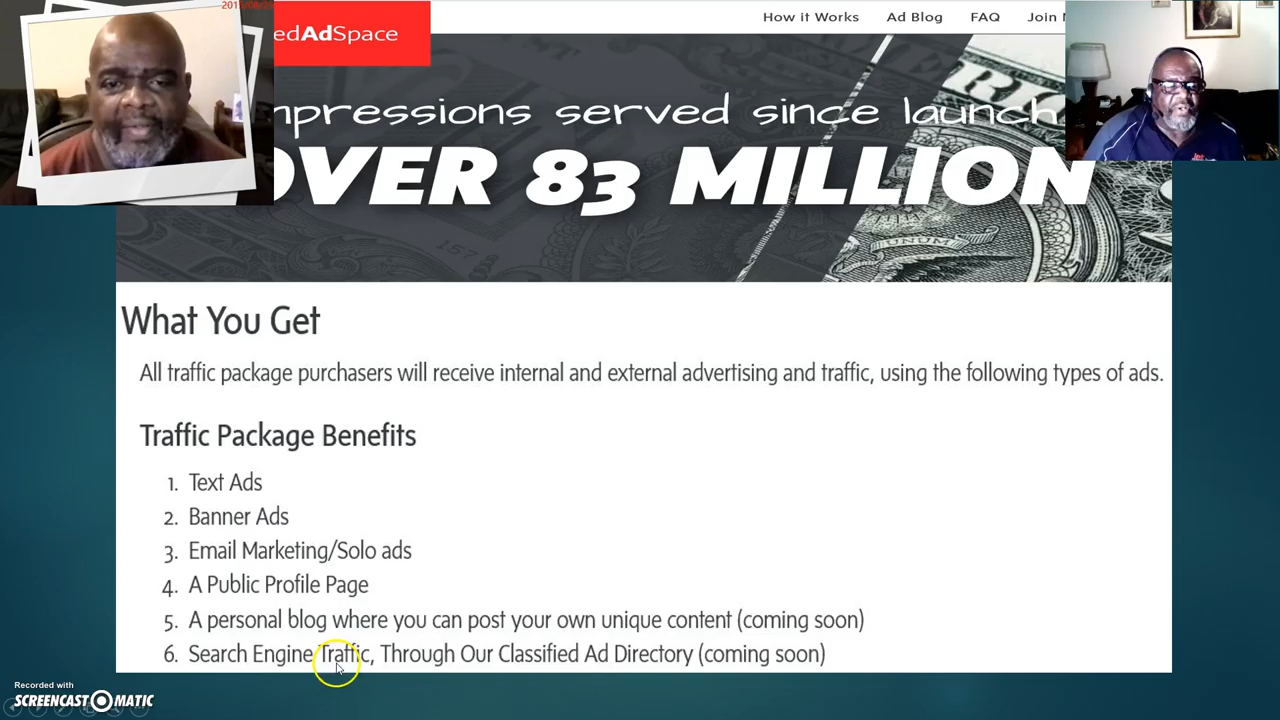 edAdSpace
How it Works Ad Blog FAQ Join
mpressions served since launch
OVER 83 MILLION
What You Get
All traffic package purchasers will receive internal and external advertising and traffic, using the following types of ads.
Traffic Package Benefits
1. Text Ads
2. Banner Ads
3. Email Marketing/Solo ads
4. A Public Profile Page
5. A personal blog where you can post your own unique content (coming soon)
6. Search Engine Traffic, Through Our Classified Ad Directory (coming soon)
Recorded with
SCREENCAST MATIC